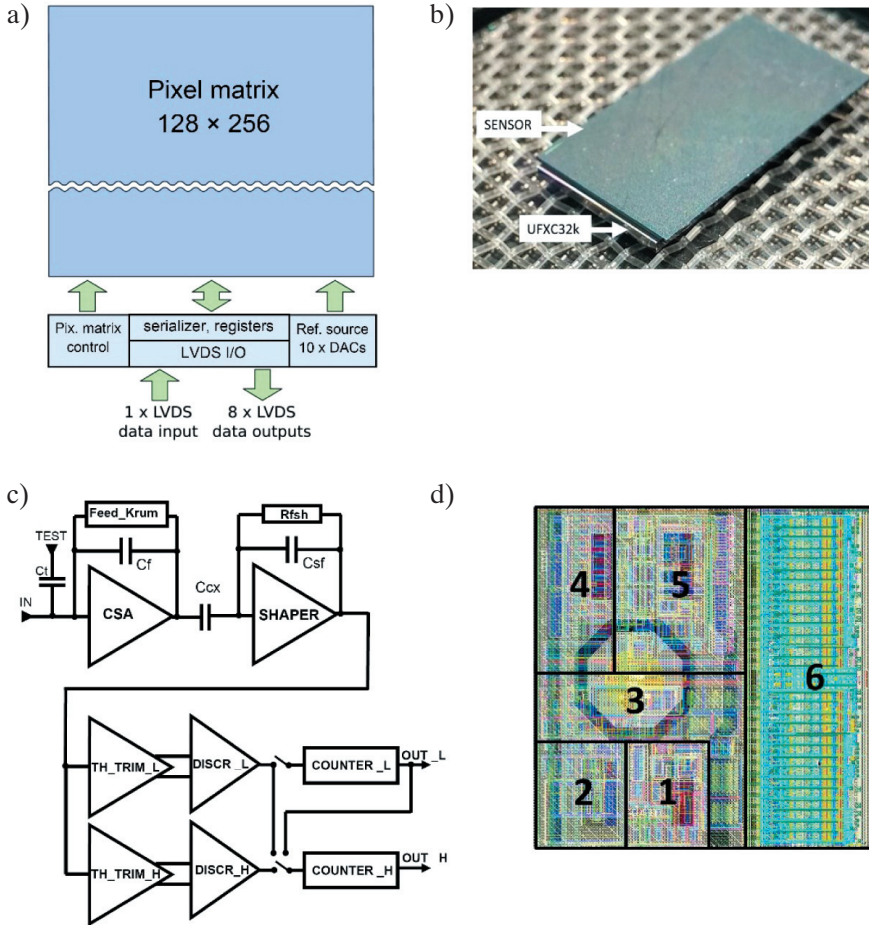 a)
Pixel matrix
128 × 256
Pix. matrix
control
serializer, registers
LVDS I/O
Ref. source
10 x DACs
1 x LVDS
data input
8 x LVDS
data outputs
b)
SENSOR
UFXC32k
c)
Feed_Krum
Rfsh
TEST
Cf
Csf
Ct
Ccx
IN
CSA
SHAPER
TH_TRIM_L
DISCR_L
COUNTER_L
OUT_L
TH_TRIM_H
DISCR_H
COUNTER_H
OUT_H
d)
4
5
3
6
2
1